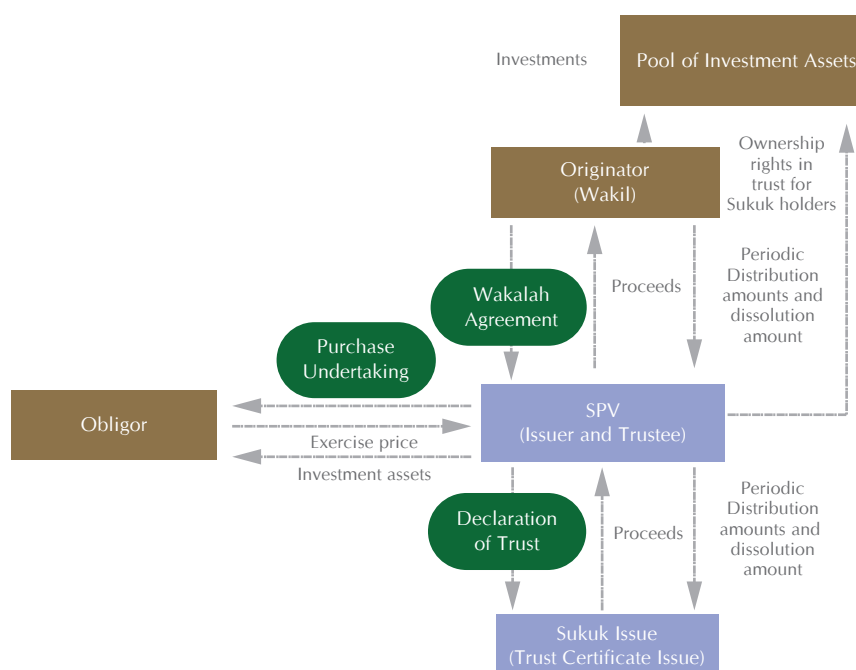 Investments
Pool of Investment Assets
Originator
(Wakil)
Ownership
rights in
trust for
Sukuk holders
Wakalah
Agreement
Proceeds
Periodic
Distribution
amounts and
dissolution
amount
Purchase
Undertaking
Obligor
Exercise price
Investment assets
SPV
(Issuer and Trustee)
Declaration
of Trust
Proceeds
Periodic
Distribution
amounts and
dissolution
amount
Sukuk Issue
(Trust Certificate Issue)